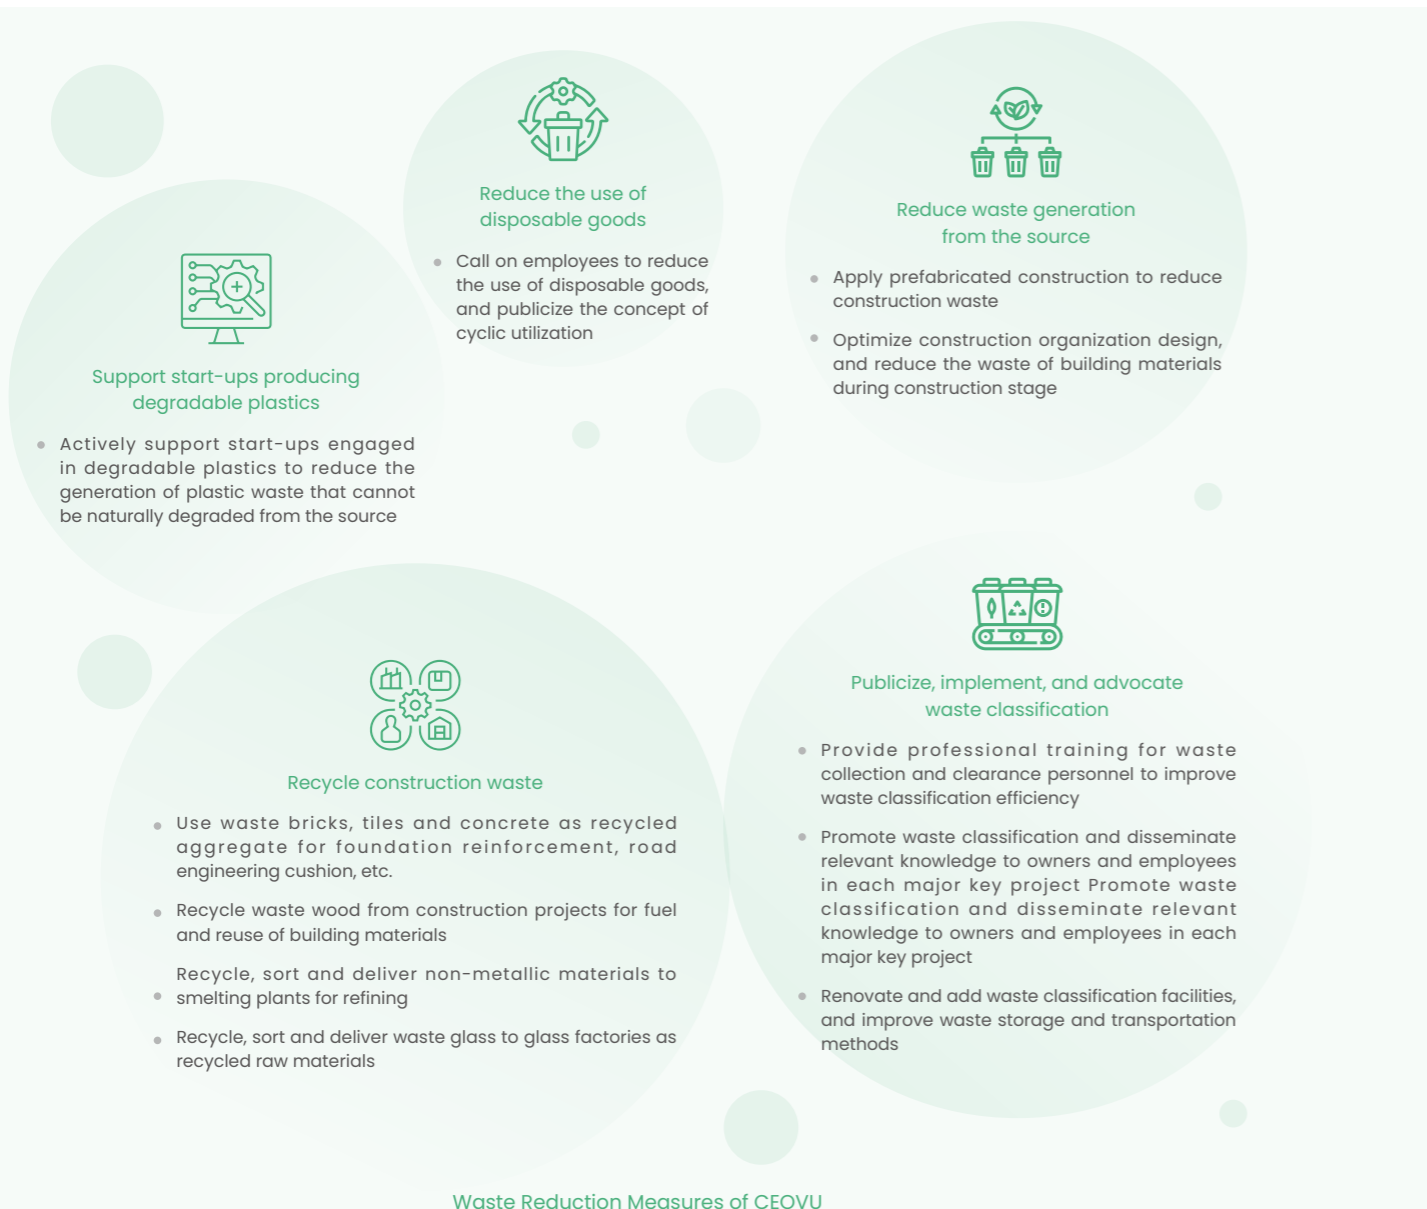 Reduce the use of
disposable goods
Call on employees to reduce
the use of disposable goods,
and publicize the concept of
cyclic utilization
Reduce waste generation
from the source
Apply prefabricated construction to reduce
construction waste
Optimize construction organization design,
and reduce the waste of building materials
during construction stage
Support start-ups producing
degradable plastics
Actively support start-ups engaged
in degradable plastics to reduce the
generation of plastic waste that cannot
be naturally degraded from the source
Recycle construction waste
Use waste bricks, tiles and concrete as recycled
aggregate for foundation reinforcement, road
engineering cushion, etc.
Recycle waste wood from construction projects for fuel
and reuse of building materials
Recycle, sort and deliver non-metallic materials to
smelting plants for refining
Recycle, sort and deliver waste glass to glass factories as
recycled raw materials
Publicize, implement, and advocate
waste classification
Provide professional training for waste
collection and clearance personnel to improve
waste classification efficiency
Promote waste classification and disseminate
relevant knowledge to owners and employees
in each major key project Promote waste
classification and disseminate relevant
knowledge to owners and employees in each
major key project
Renovate and add waste classification facilities,
and improve waste storage and transportation
methods
Waste Reduction Measures of CEOVU